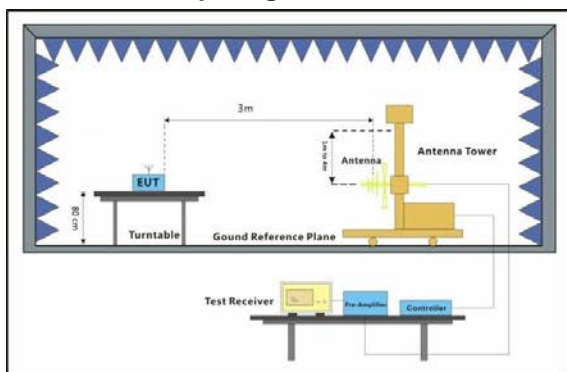 3m
1m to 4m
Antenna
Antenna Tower
EUT
80 cm
Turntable
Gound Reference Plane
Test Receiver
Pre-Amplifier
Controller